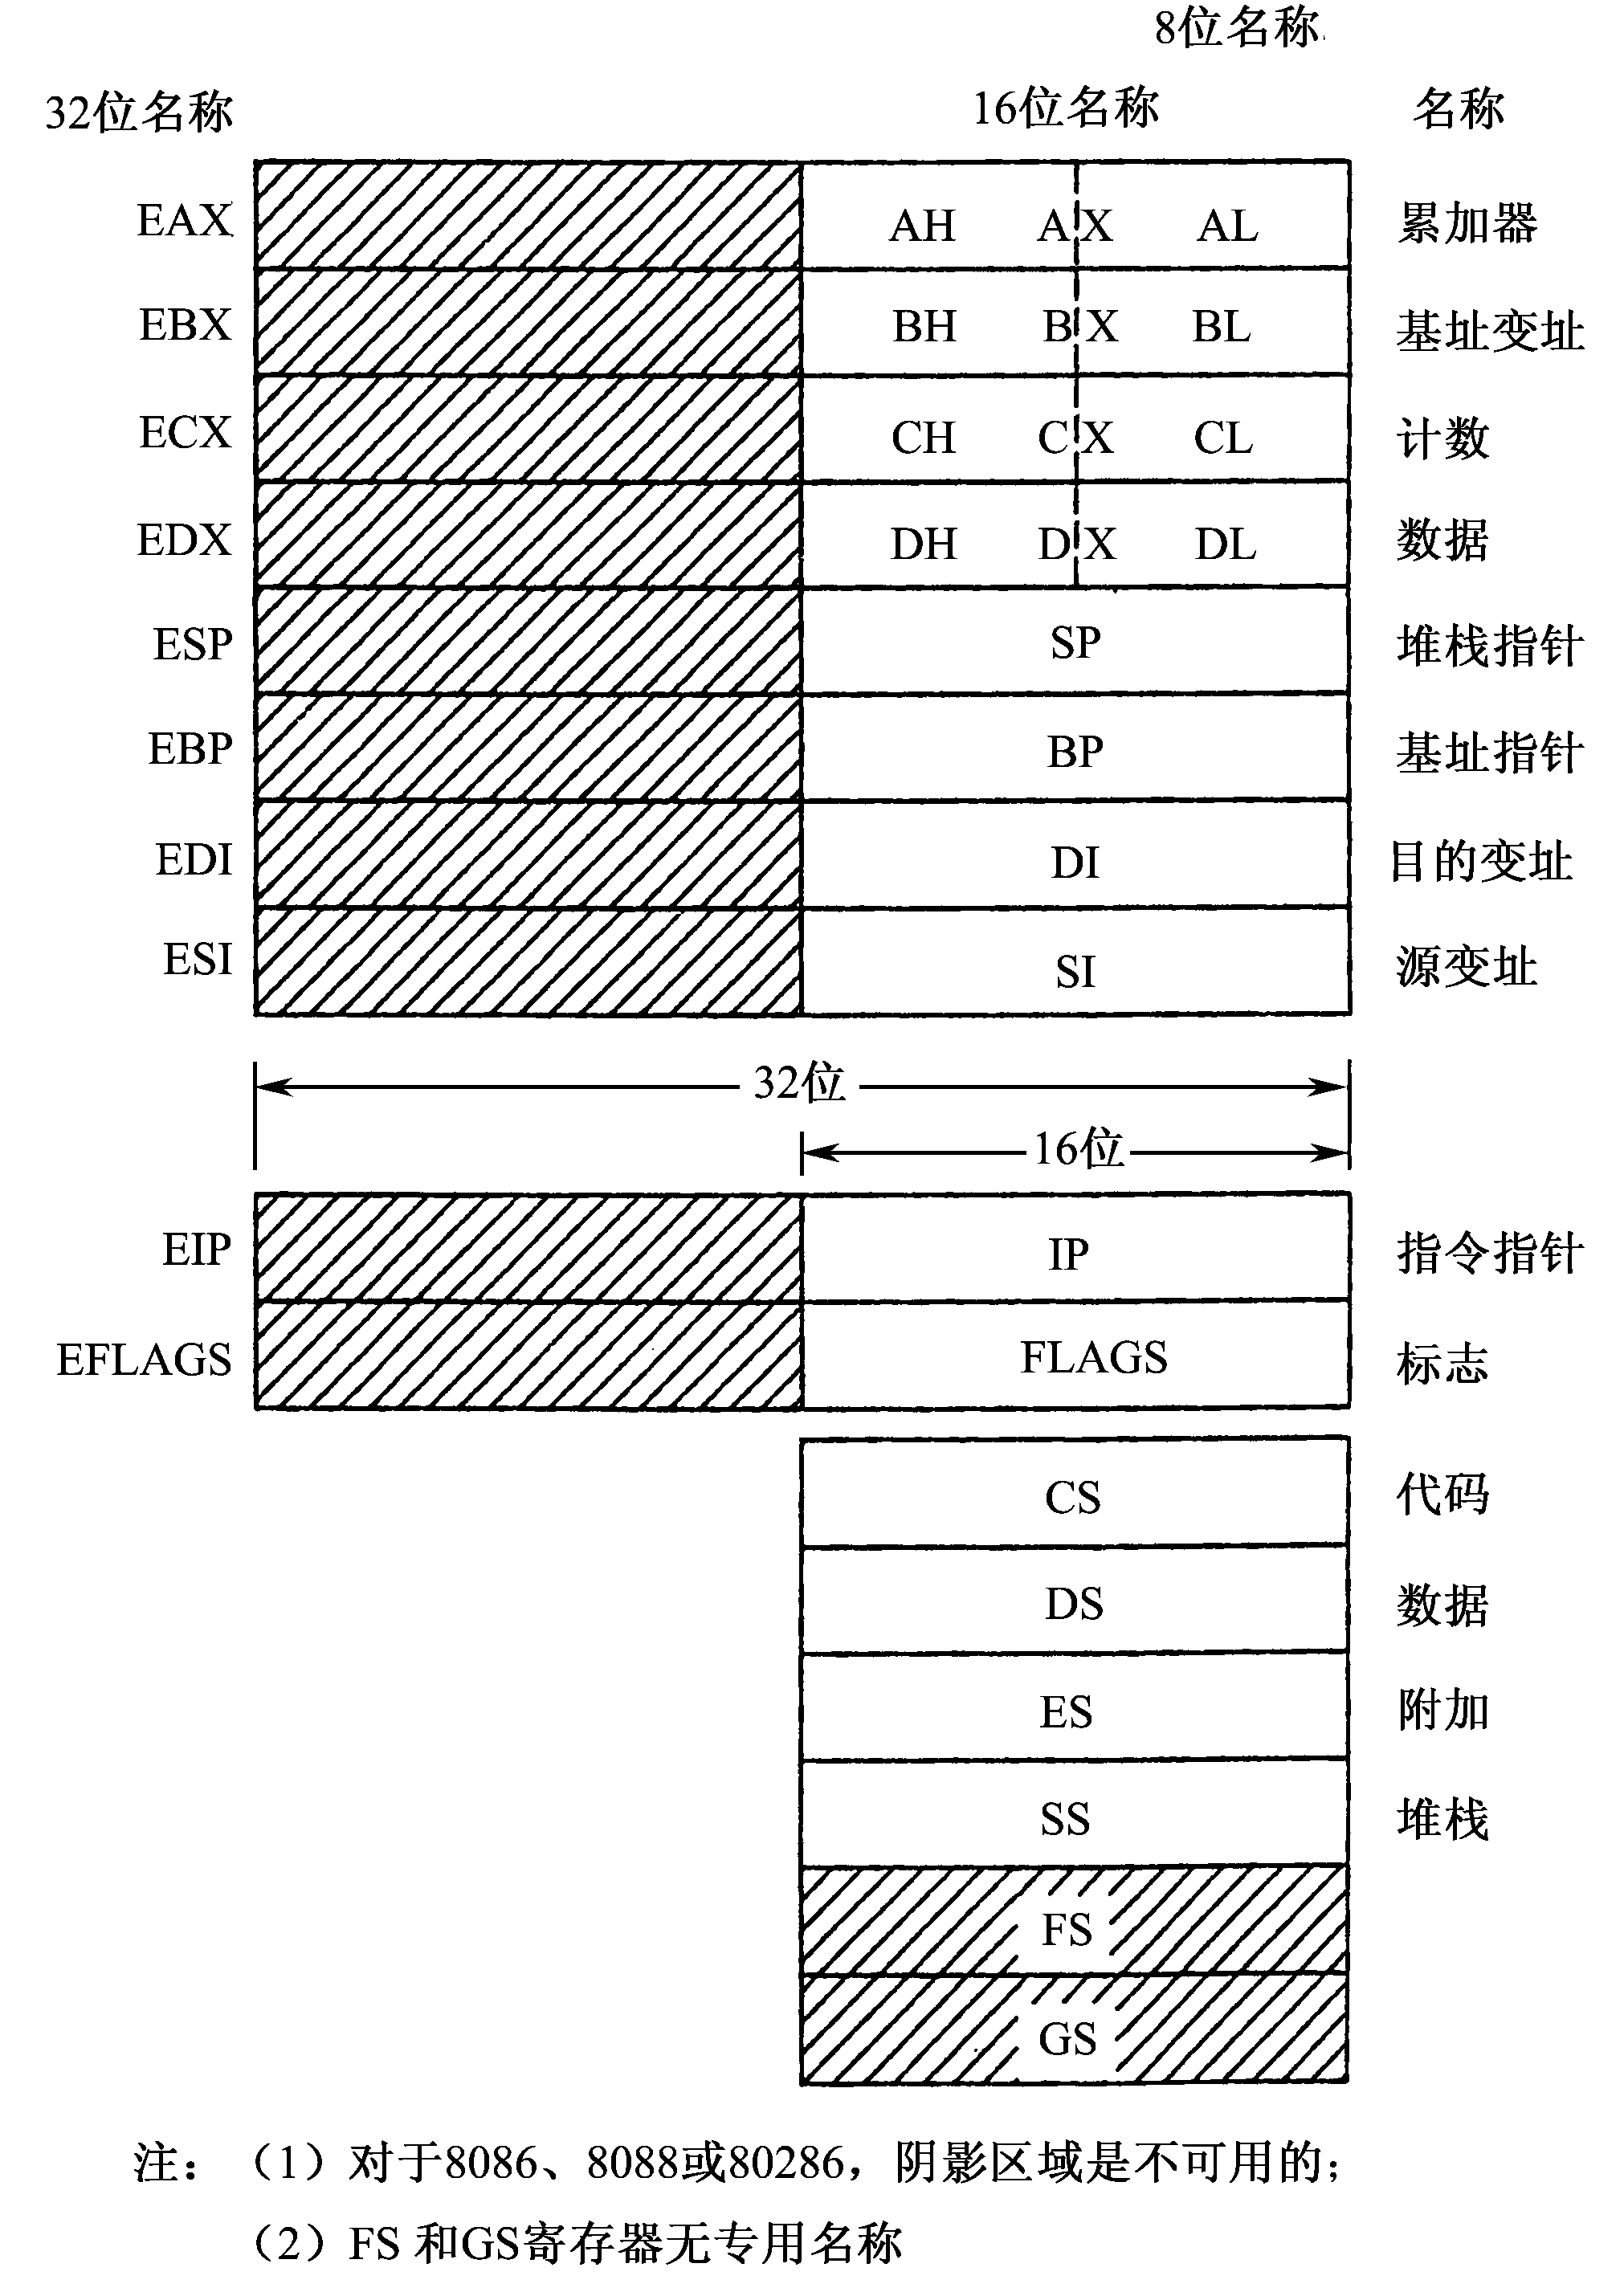 8位名称
32位名称 16位名称 名称
EAX AH AX AL 累加器
EBX BH BX BL 基址变址
ECX CH CX CL 计数
EDX DH DX DL 数据
ESP SP 堆栈指针
EBP BP 基址指针
EDI DI 目的变址
ESI SI 源变址
32位
16位
EIP IP 指令指针
EFLAGS FLAGS 标志
CS 代码
DS 数据
ES 附加
SS 堆栈
FS
GS
注：（1）对于8086、8088或80286，阴影区域是不可用的；
（2）FS 和GS寄存器无专用名称